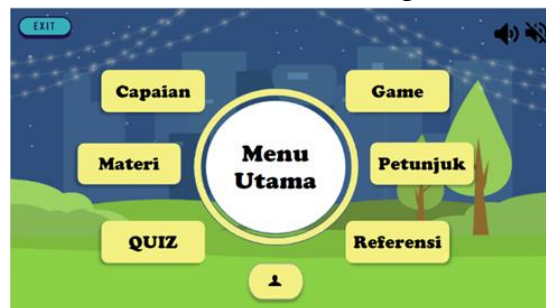 EXIT
Capaian
Game
Materi
Menu
Utama
Petunjuk
QUIZ
Referensi